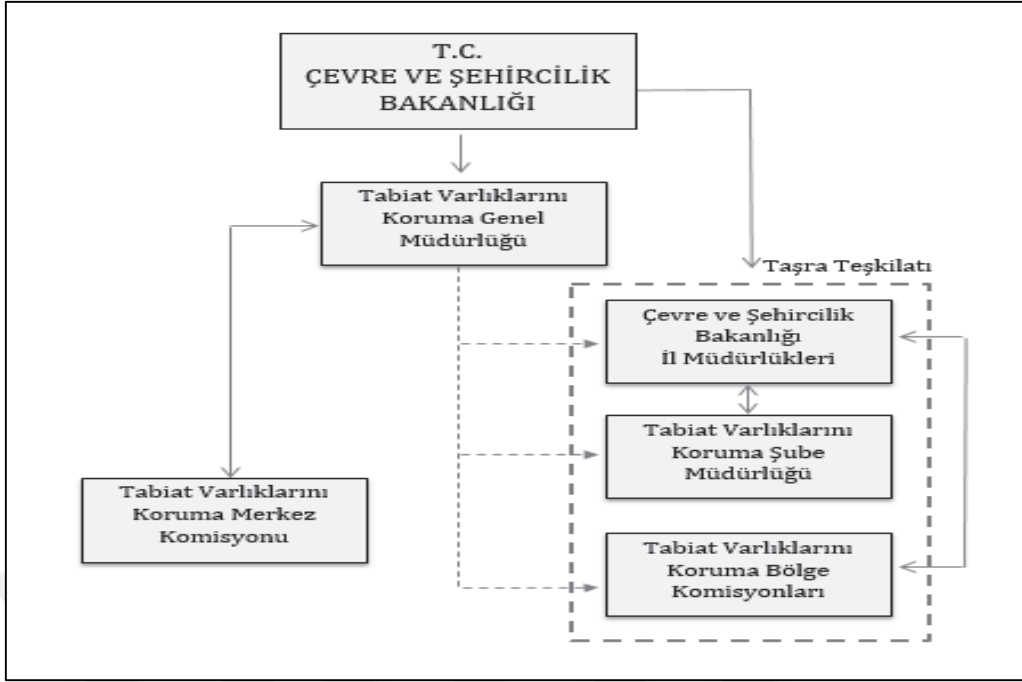 T.C.
ÇEVRE VE ŞEHİRCİLİK
BAKANLIĞI
Tabiat Varlıklarını
Koruma Genel
Müdürlüğü
Taşra Teşkilatı
Çevre ve Şehircilik
Bakanlığı
İl Müdürlükleri
Tabiat Varlıklarını
Koruma Şube
Müdürlüğü
Tabiat Varlıklarını
Koruma Merkez
Komisyonu
Tabiat Varlıklarını
Koruma Bölge
Komisyonları